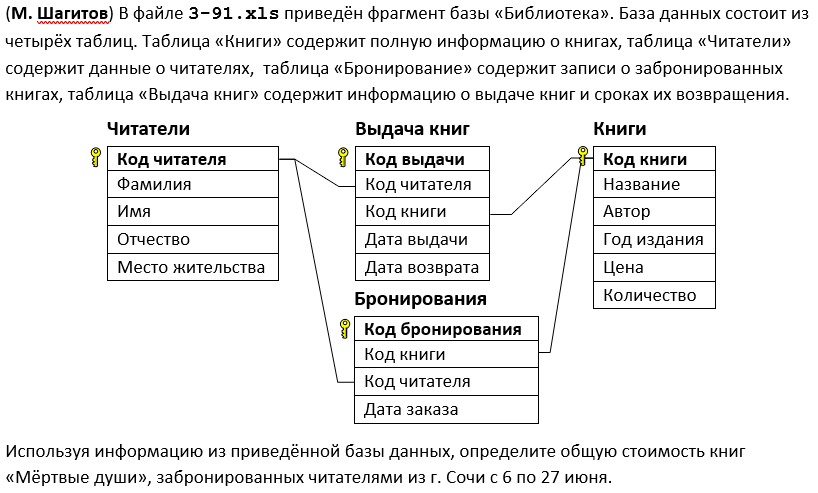 (М. Шагитов) В файле 3-91.xls приведён фрагмент базы «Библиотека». База данных состоит из
четырёх таблиц. Таблица «Книги» содержит полную информацию о книгах, таблица «Читатели»
содержит данные о читателях, таблица «Бронирование» содержит записи о забронированных
книгах, таблица «Выдача книг» содержит информацию о выдаче книг и сроках их возвращения.
Читатели
Код читателя
Фамилия
Имя
Отчество
Место жительства
Выдача книг
Код выдачи
Код читателя
Код книги
Дата выдачи
Дата возврата
Книги
Код книги
Название
Автор
Год издания
Цена
Количество
Бронирования
Код бронирования
Код книги
Код читателя
Дата заказа
Используя информацию из приведённой базы данных, определите общую стоимость книг
«Мёртвые души», забронированных читателями из г. Сочи с 6 по 27 июня.